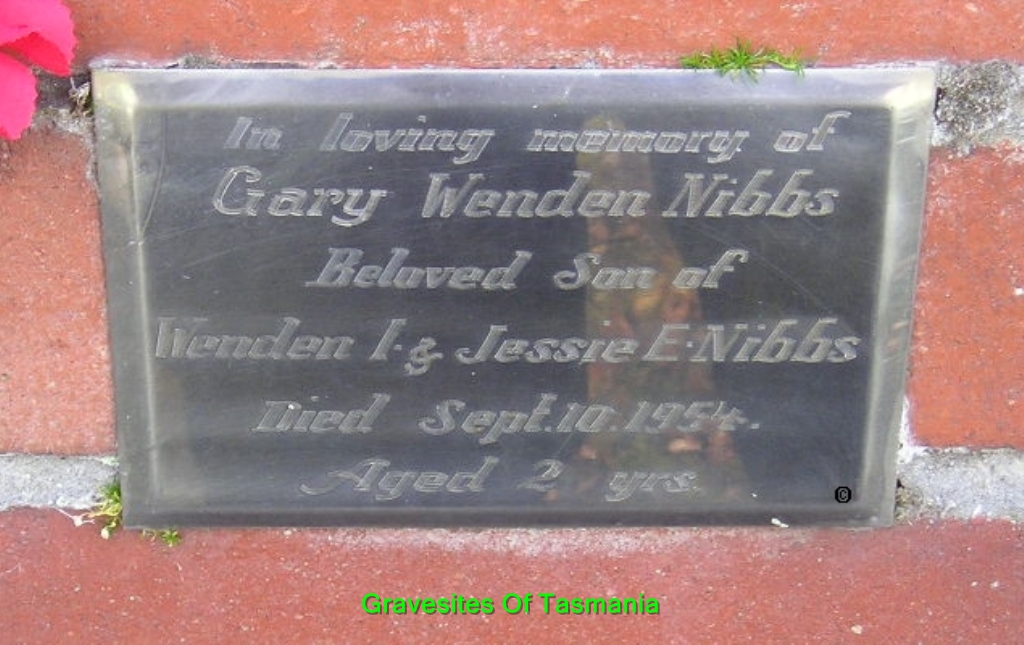 In loving memory of
Gary Wenden Nibbs
Beloved Son of
Wenden I. & Jessie E. Nibbs
Died Sept. 10. 1954.
Aged 2 yrs.
©
Gravesites Of Tasmania